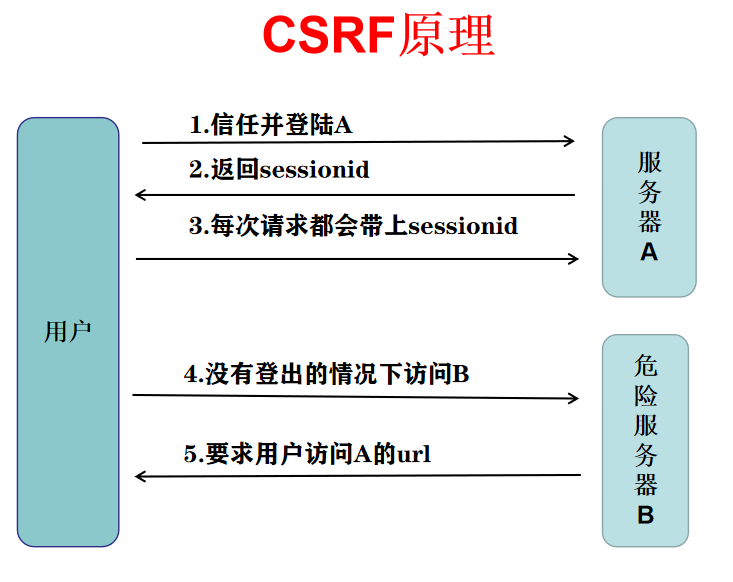 CSRF原理
1.信任并登陆A
2.返回sessionid
3.每次请求都会带上sessionid
服务器A
用户
4.没有登出的情况下访问B
5.要求用户访问A的url
危险服务器B